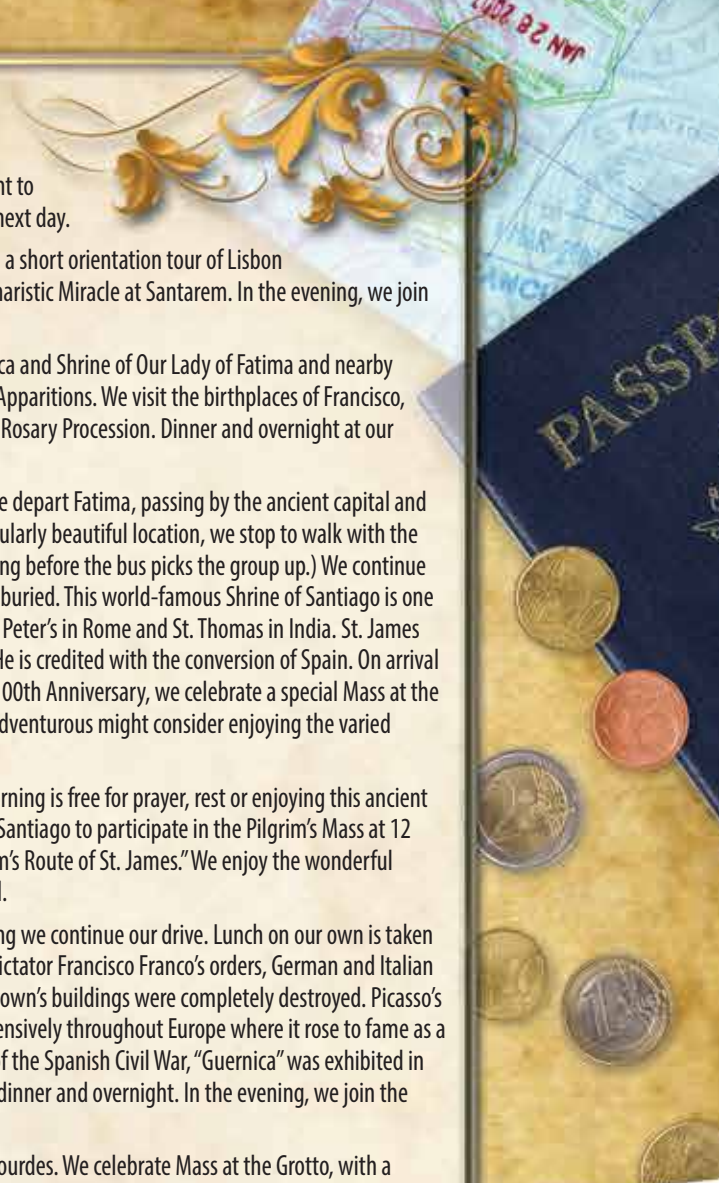 nt to
next day.
a short orientation tour of Lisbon
haristic Miracle at Santarem. In the evening, we join
ca and Shrine of Our Lady of Fatima and nearby
Apparitions. We visit the birthplaces of Francisco,
Rosary Procession. Dinner and overnight at our
e depart Fatima, passing by the ancient capital and
ularly beautiful location, we stop to walk with the
ng before the bus picks the group up.) We continue
buried. This world-famous Shrine of Santiago is one
Peter’s in Rome and St. Thomas in India. St. James
He is credited with the conversion of Spain. On arrival
00th Anniversary, we celebrate a special Mass at the
dventurous might consider enjoying the varied
rning is free for prayer, rest or enjoying this ancient
Santiago to participate in the Pilgrim’s Mass at 12
m’s Route of St. James.” We enjoy the wonderful
l.
ng we continue our drive. Lunch on our own is taken
ictator Francisco Franco’s orders, German and Italian
own’s buildings were completely destroyed. Picasso’s
ensively throughout Europe where it rose to fame as a
of the Spanish Civil War, “Guernica” was exhibited in
dinner and overnight. In the evening, we join the
ourdes. We celebrate Mass at the Grotto, with a
JAN 28
PASSP